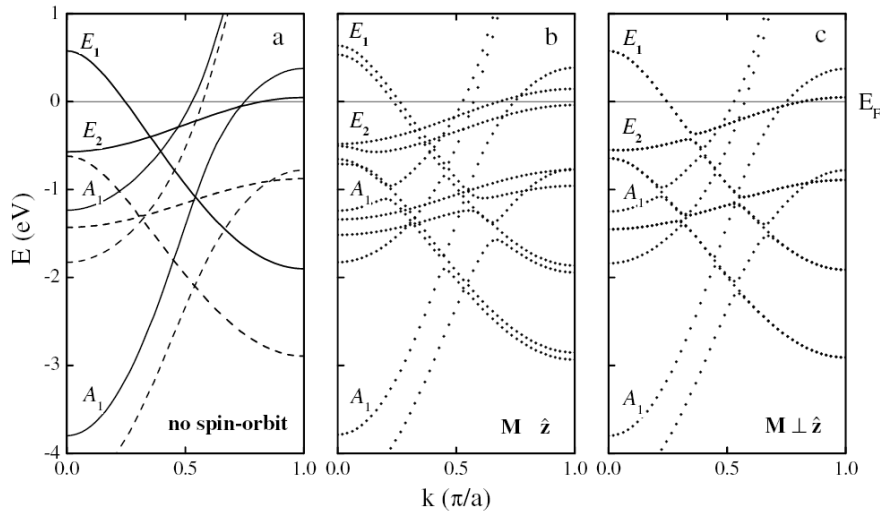 a
b
c
E (eV)
1
0
-1
-2
-3
-4
E1
E2
A1
A1
no spin-orbit
E1
E2
A1
A1
M ẑ
E1
E2
A1
A1
M ⊥ ẑ
EF
0.0 0.5 1.0
0.0 0.5 1.0
0.0 0.5 1.0
k (π/a)